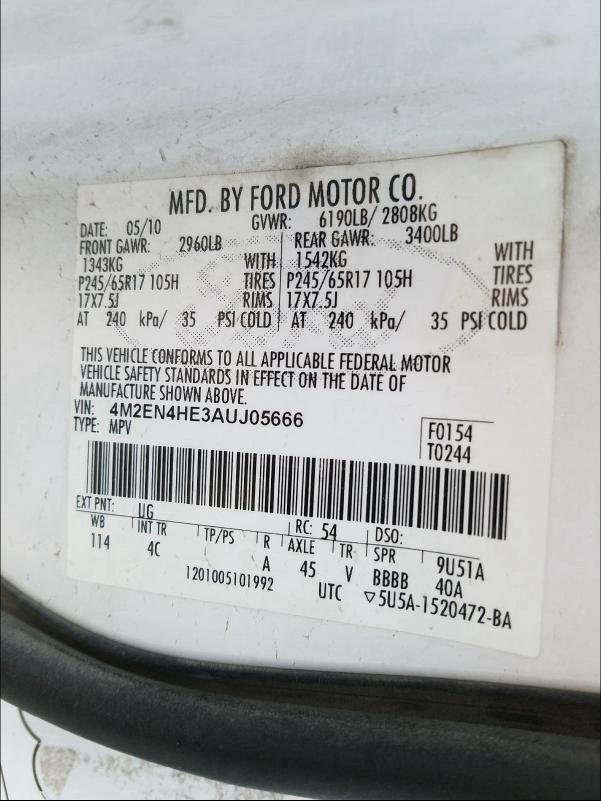 MFD. BY FORD MOTOR CO.
DATE: 05/10 GVWR: 6190LB/ 2808KG
FRONT GAWR: 2960LB REAR GAWR: 3400LB
1343KG WITH 1542KG WITH
P245/65R17 105H TIRES P245/65R17 105H TIRES
17X7.5J RIMS 17X7.5J RIMS
AT 240 kPa/ 35 PSI COLD AT 240 kPa/ 35 PSI COLD
THIS VEHICLE CONFORMS TO ALL APPLICABLE FEDERAL MOTOR
VEHICLE SAFETY STANDARDS IN EFFECT ON THE DATE OF
MANUFACTURE SHOWN ABOVE.
VIN: 4M2EN4HE3AUJ05666
TYPE: MPV
F0154
T0244
EXT PNT: UG RC: 54 DSO:
WB INT TR TP/PS R AXLE TR SPR 9U51A
114 4C A 45 V BBBB 40A
1201005101992 UTC ▽5U5A-1520472-BA